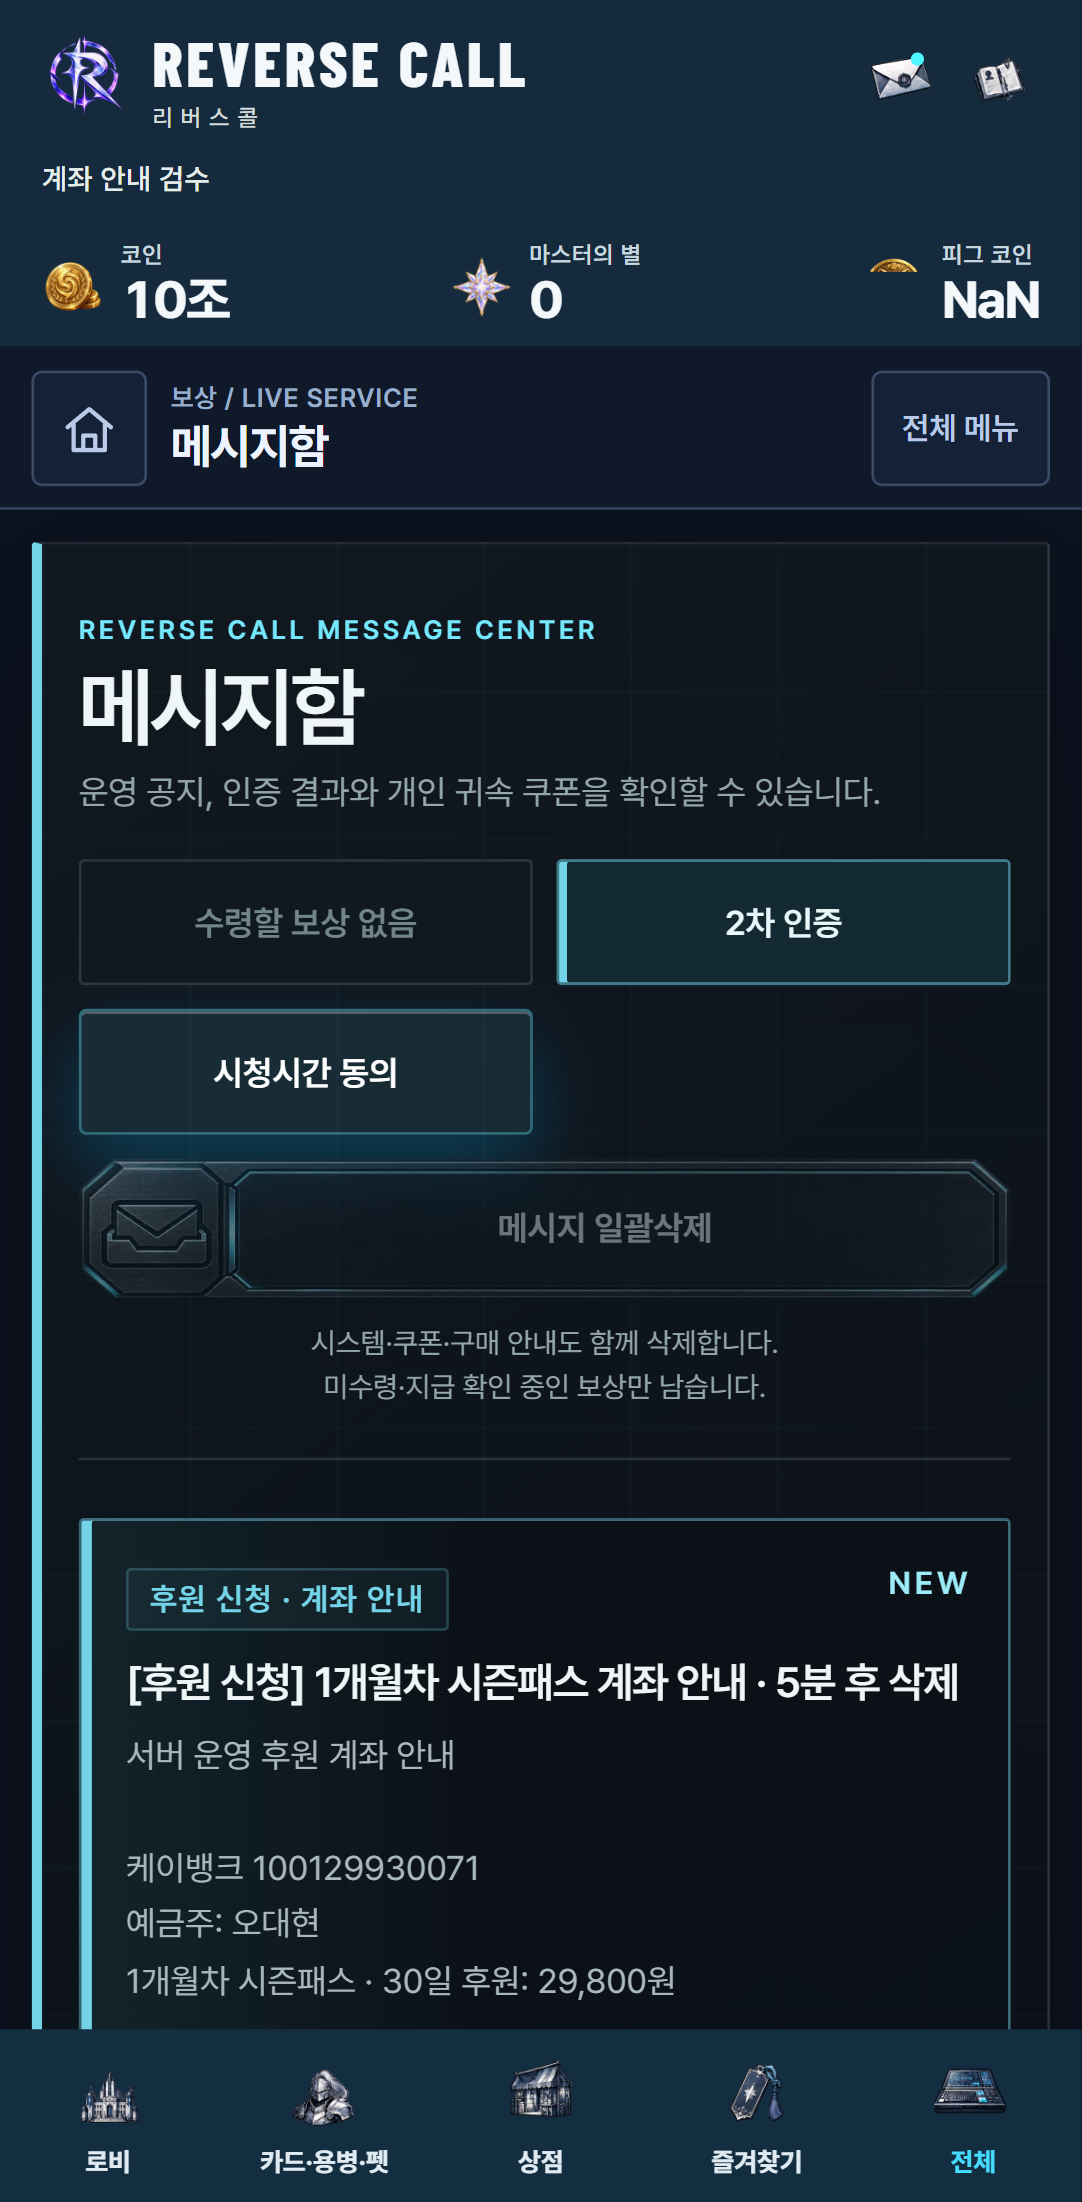 REVERSE CALL
리버스콜
계좌 안내 검수
코인
10조
마스터의 별
0
피그 코인
NaN
보상 / LIVE SERVICE
메시지함
전체 메뉴
REVERSE CALL MESSAGE CENTER
메시지함
운영 공지, 인증 결과와 개인 귀속 쿠폰을 확인할 수 있습니다.
수령할 보상 없음
2차 인증
시청시간 동의
메시지 일괄삭제
시스템·쿠폰·구매 안내도 함께 삭제합니다.
미수령·지급 확인 중인 보상만 남습니다.
후원 신청 · 계좌 안내
NEW
[후원 신청] 1개월차 시즌패스 계좌 안내 · 5분 후 삭제
서버 운영 후원 계좌 안내
케이뱅크 100129930071
예금주: 오대현
1개월차 시즌패스 · 30일 후원: 29,800원
로비
카드·용병·펫
상점
즐겨찾기
전체